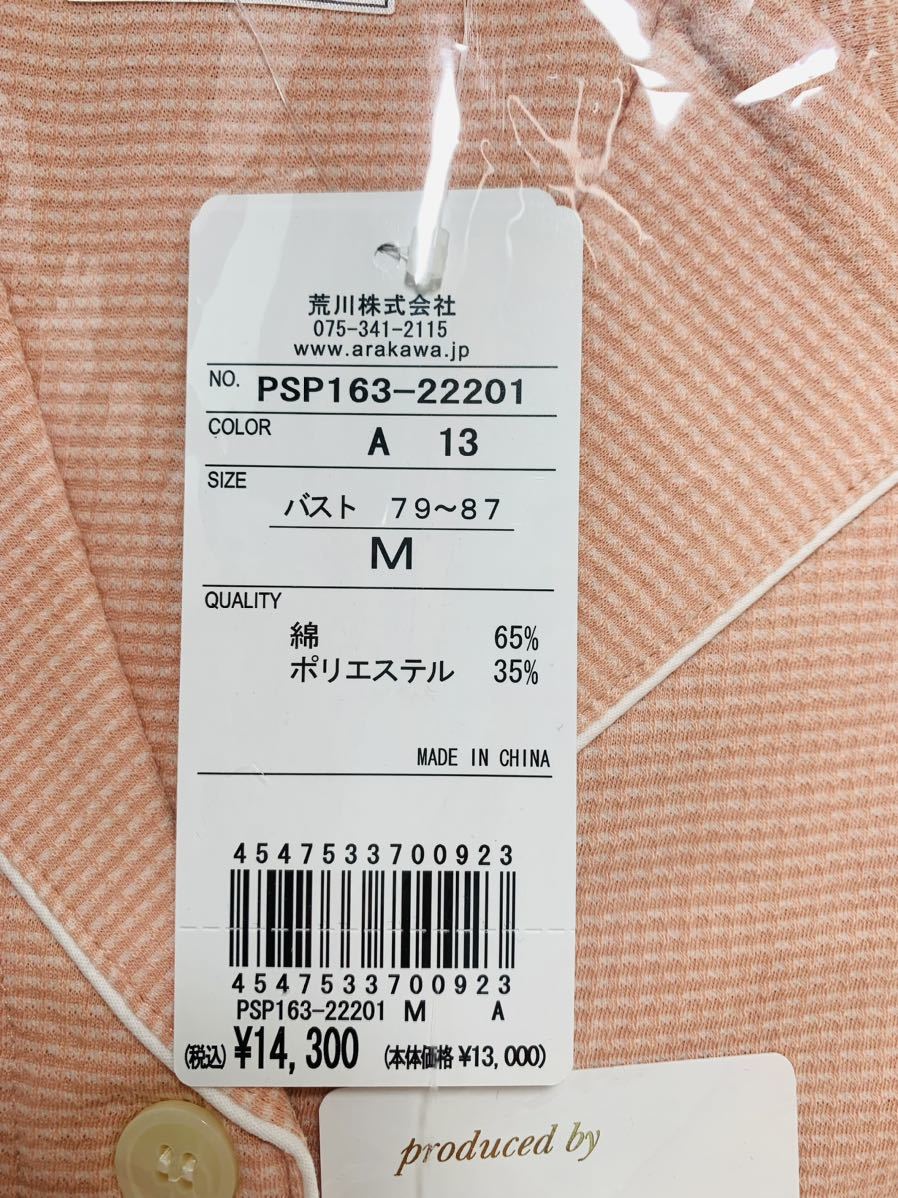 荒川株式会社
075-341-2115
www.arakawa.jp
NO. PSP163-22201
COLOR A 13
SIZE
バスト 79~87
M
QUALITY
綿 65%
ポリエステル 35%
MADE IN CHINA
4547533700923
4547533700923
PSP163-22201 M A
(税込) ¥14,300 (本体価格 ¥13,000)
produced by